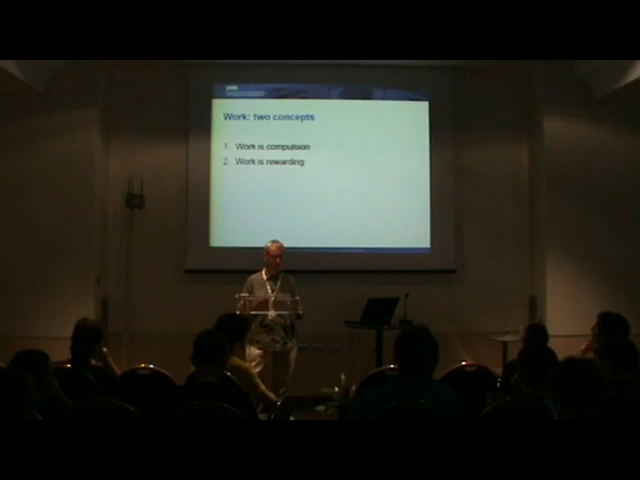 Work: two concepts
1. Work is compulsion
2. Work is rewarding